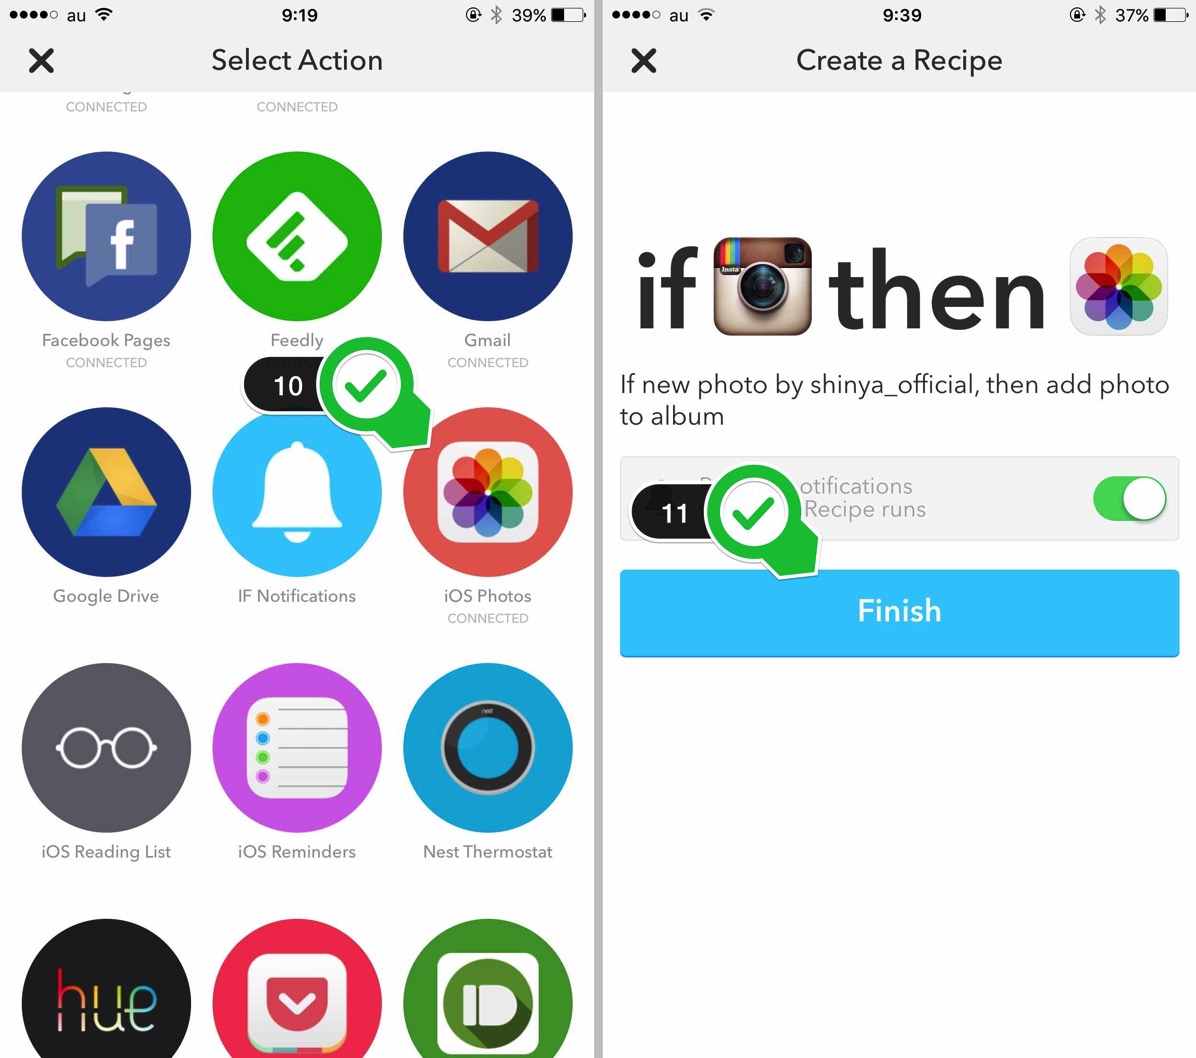 au 9:19 39%
Select Action
CONNECTED CONNECTED
Facebook Pages Feedly Gmail
CONNECTED CONNECTED
10
Google Drive IF Notifications iOS Photos
CONNECTED
nest
iOS Reading List iOS Reminders Nest Thermostat
hue
au 9:39 37%
Create a Recipe
if Insta then
If new photo by shinya_official, then add photo
to album
otifications
Recipe runs
11
Finish